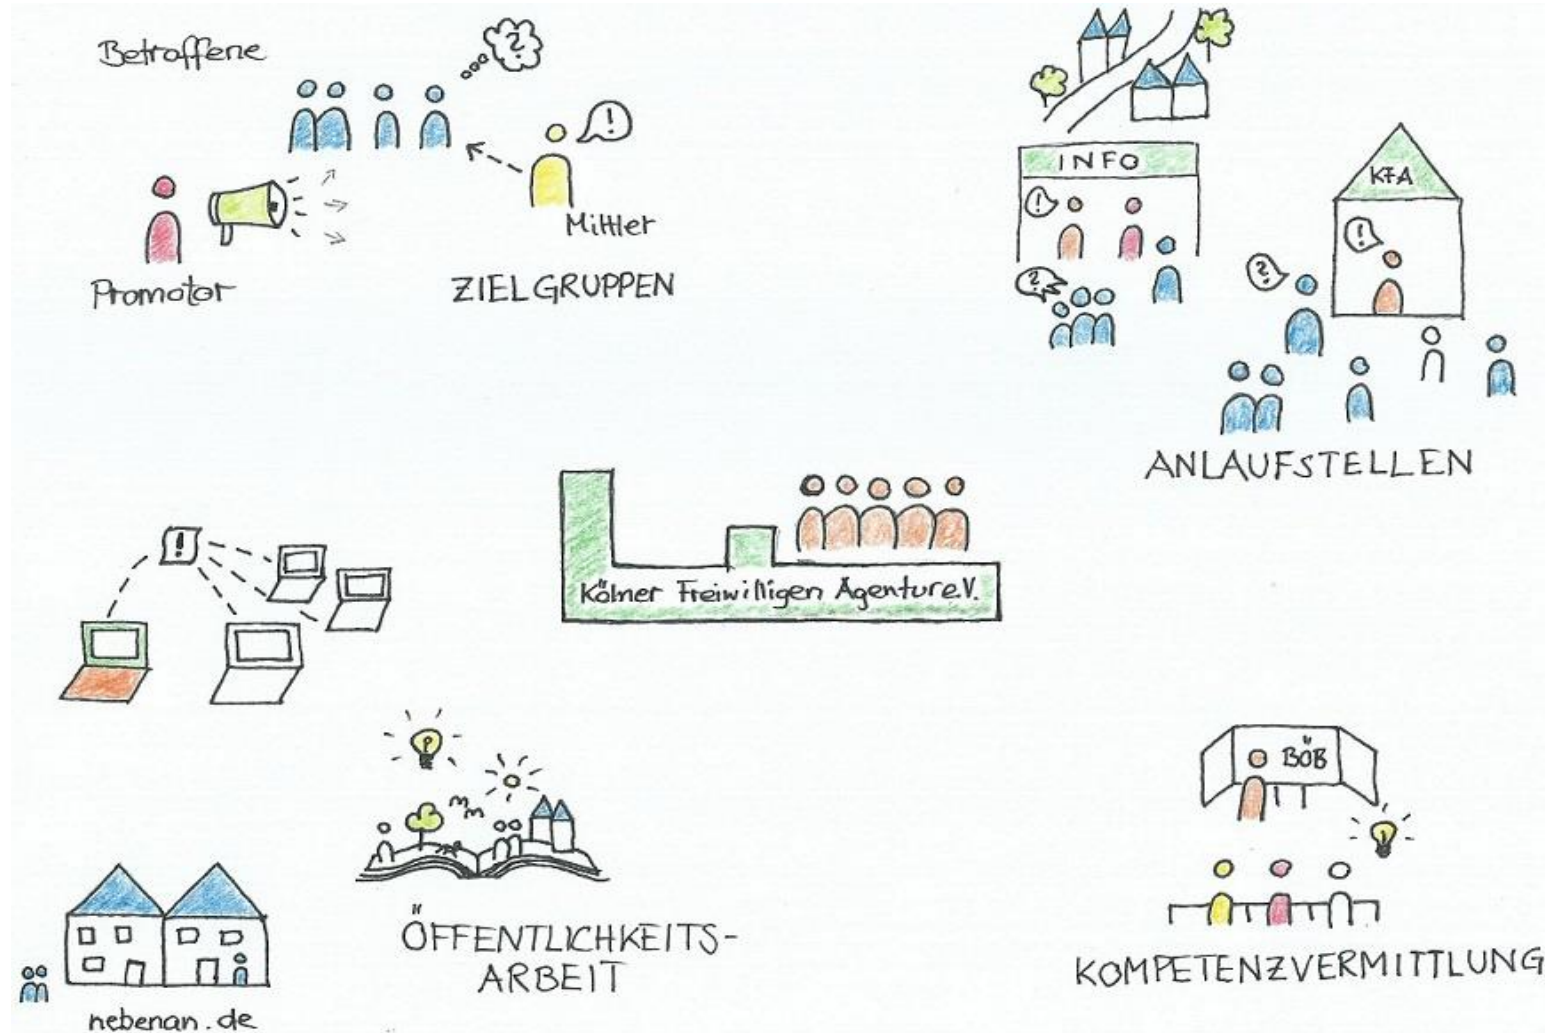 Betroffene
?
!
Mittler
Promotor
ZIELGRUPPEN
INFO
!
?
KFA
!
?
ANLAUFSTELLEN
!
Kölner Freiwilligen Agentur e.V.
ÖFFENTLICHKEITS-
ARBEIT
nebenan.de
BÖB
KOMPETENZVERMITTLUNG